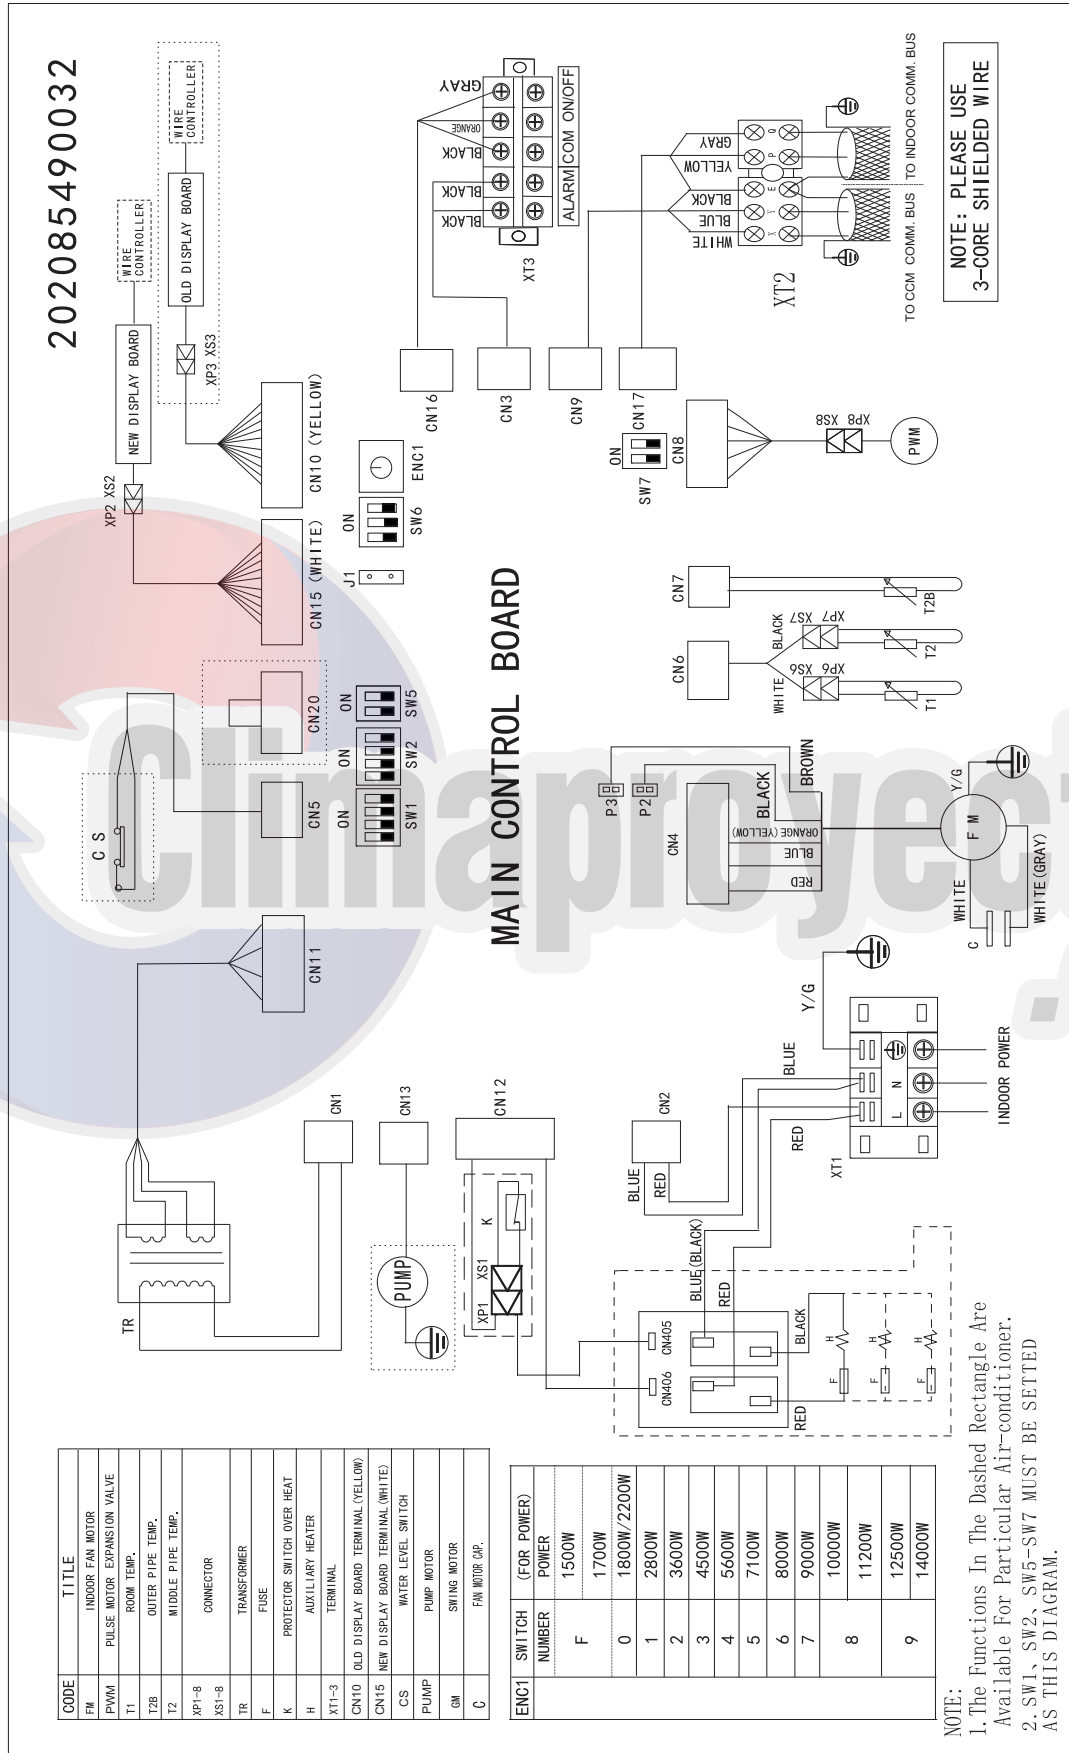 202085490032
CODE TITLE
FM INDOOR FAN MOTOR
PWM PULSE MOTOR EXPANSION VALVE
T1 ROOM TEMP.
T2B OUTER PIPE TEMP.
T2 MIDDLE PIPE TEMP.
XP1-8
XS1-8 CONNECTOR
TR TRANSFORMER
F FUSE
K PROTECTOR SWITCH OVER HEAT
H AUXILIARY HEATER
XT1-3 TERMINAL
CN10 OLD DISPLAY BOARD TERMINAL(YELLOW)
CN15 NEW DISPLAY BOARD TERMINAL(WHITE)
CS WATER LEVEL SWITCH
PUMP PUMP MOTOR
GM SWING MOTOR
C FAN MOTOR CAP.
ENC1 SWITCH NUMBER (FOR POWER) POWER
F 1500W
1700W
0 1800W/2200W
1 2800W
2 3600W
3 4500W
4 5600W
5 7100W
6 8000W
7 9000W
8 10000W
11200W
9 12500W
14000W
NOTE:
1. The Functions In The Dashed Rectangle Are
Available For Particular Air-conditioner.
2. SW1、SW2、SW5-SW7 MUST BE SETTED
AS THIS DIAGRAM.
TR
CN1
PUMP
CN13
XP1 XS1
K
CN12
CN406 CN405
BLUE
RED
CN2
BLUE(BLACK)
RED
BLACK
RED
F H
F H
F H
BLUE
RED
Y/G
XT1
L N
INDOOR POWER
CN11
C S
CN5
CN20
CN15 (WHITE)
CN10 (YELLOW)
XP2 XS2
NEW DISPLAY BOARD
WIRE
CONTROLLER
XP3 XS3
OLD DISPLAY BOARD
WIRE
CONTROLLER
ON
SW1
ON
SW2
ON
SW5
J1
ON
SW6
ENC1
MAIN CONTROL BOARD
CN4
P3
P2
RED
BLUE
ORANGE(YELLOW)
BLACK
BROWN
F M
Y/G
WHITE
WHITE(GRAY)
C
CN6
WHITE
BLACK
XP6 XS6
XP7 XS7
T1
T2
CN7
T2B
ON
SW7
CN8
XP8 XS8
PWM
CN16
CN3
CN9
CN17
XT3
BLACK
BLACK
BLACK
ORANGE
GRAY
ALARM COM ON/OFF
XT2
WHITE
BLUE
BLACK
YELLOW
GRAY
X Y E P Q
TO CCM COMM. BUS
TO INDOOR COMM. BUS
NOTE: PLEASE USE
3-CORE SHIELDED WIRE